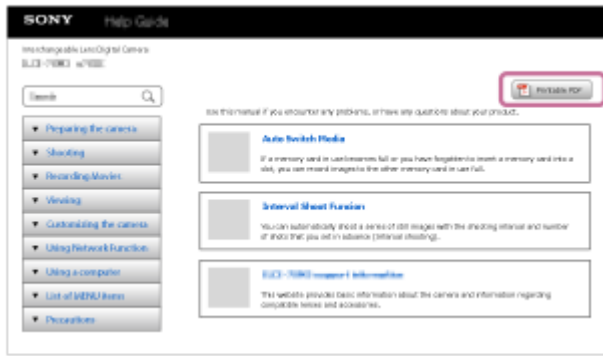 SONY Help Guide
Interchangeable Lens Digital Camera
Search
Printable PDF
Use this manual if you encounter any problems, or have any questions about your product.
Preparing the camera
Shooting
Recording Movies
Viewing
Customizing the camera
Using Network Function
Using a computer
List of MENU items
Precautions
Auto Switch Media
If a memory card in use becomes full or you have forgotten to insert a memory card into a
slot, you can record images to the other memory card in use full.
Interval Shoot Funsion
You can automatically shoot a series of still images with the shooting interval and number
of shots that you set in advance (Interval shooting).
support information
This website provides basic information about the camera and information regarding
compatible lenses and accessories.